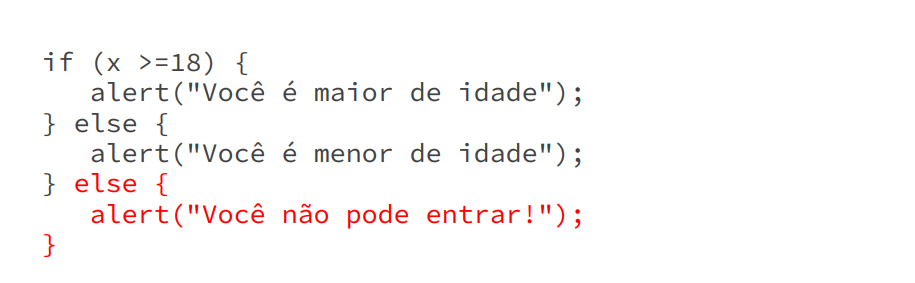 if (x >=18) {
   alert("Você é maior de idade");
} else {
   alert("Você é menor de idade");
} else {
   alert("Você não pode entrar!");
}